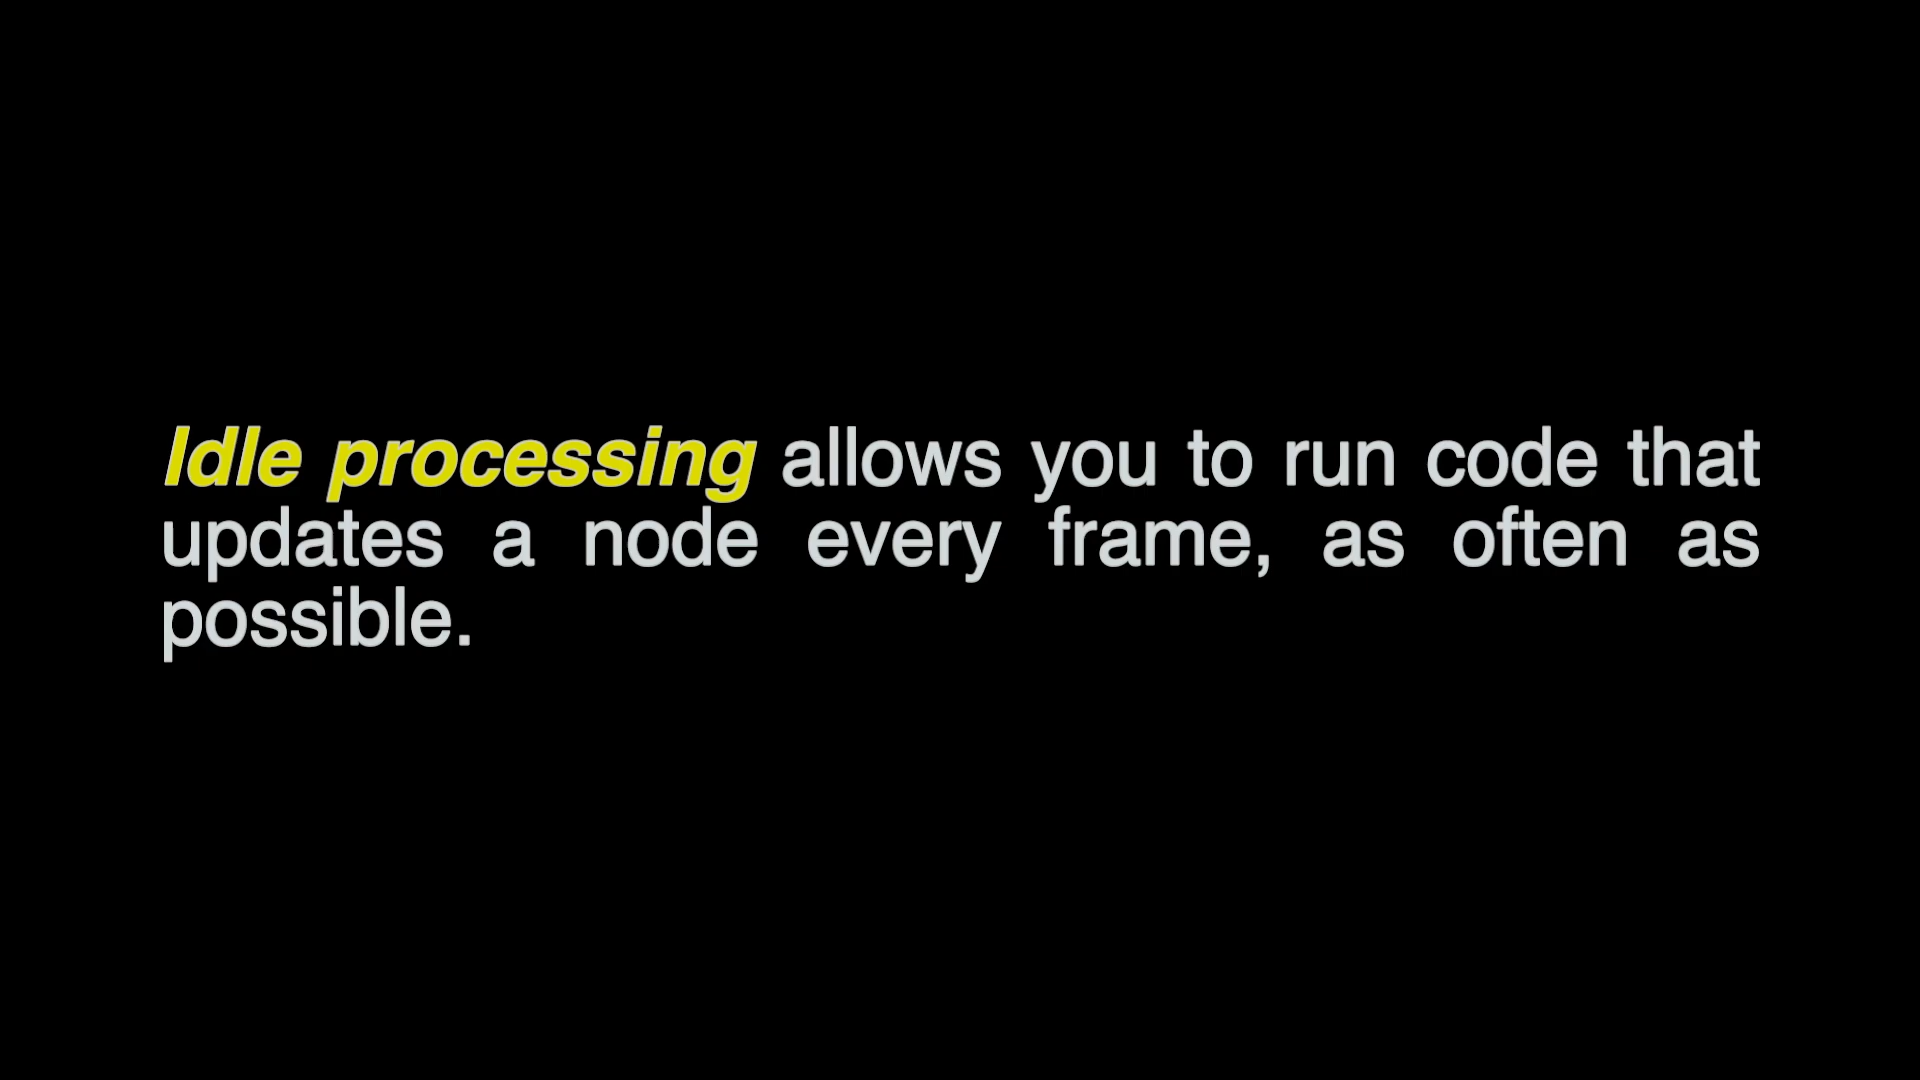 Idle processing allows you to run code that
updates a node every frame, as often as
possible.